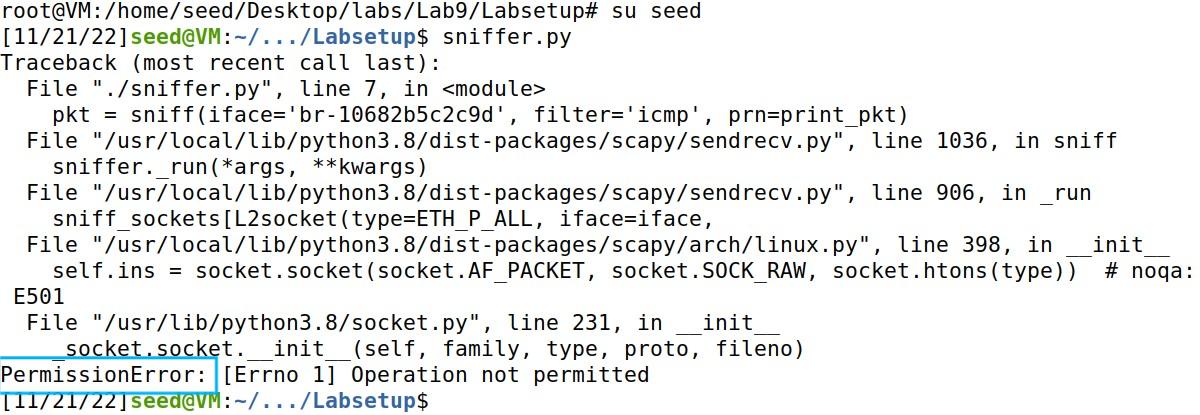 root@VM:/home/seed/Desktop/labs/Lab9/Labsetup# su seed
[11/21/22]seed@VM:~/.../Labsetup$ sniffer.py
Traceback (most recent call last):
  File "./sniffer.py", line 7, in <module>
    pkt = sniff(iface='br-10682b5c2c9d', filter='icmp', prn=print_pkt)
  File "/usr/local/lib/python3.8/dist-packages/scapy/sendrecv.py", line 1036, in sniff
    sniffer._run(*args, **kwargs)
  File "/usr/local/lib/python3.8/dist-packages/scapy/sendrecv.py", line 906, in _run
    sniff_sockets[L2socket(type=ETH_P_ALL, iface=iface,
  File "/usr/local/lib/python3.8/dist-packages/scapy/arch/linux.py", line 398, in __init__
    self.ins = socket.socket(socket.AF_PACKET, socket.SOCK_RAW, socket.htons(type))  # noqa:
 E501
  File "/usr/lib/python3.8/socket.py", line 231, in __init__
    _socket.socket.__init__(self, family, type, proto, fileno)
PermissionError: [Errno 1] Operation not permitted
[11/21/22]seed@VM:~/.../Labsetup$